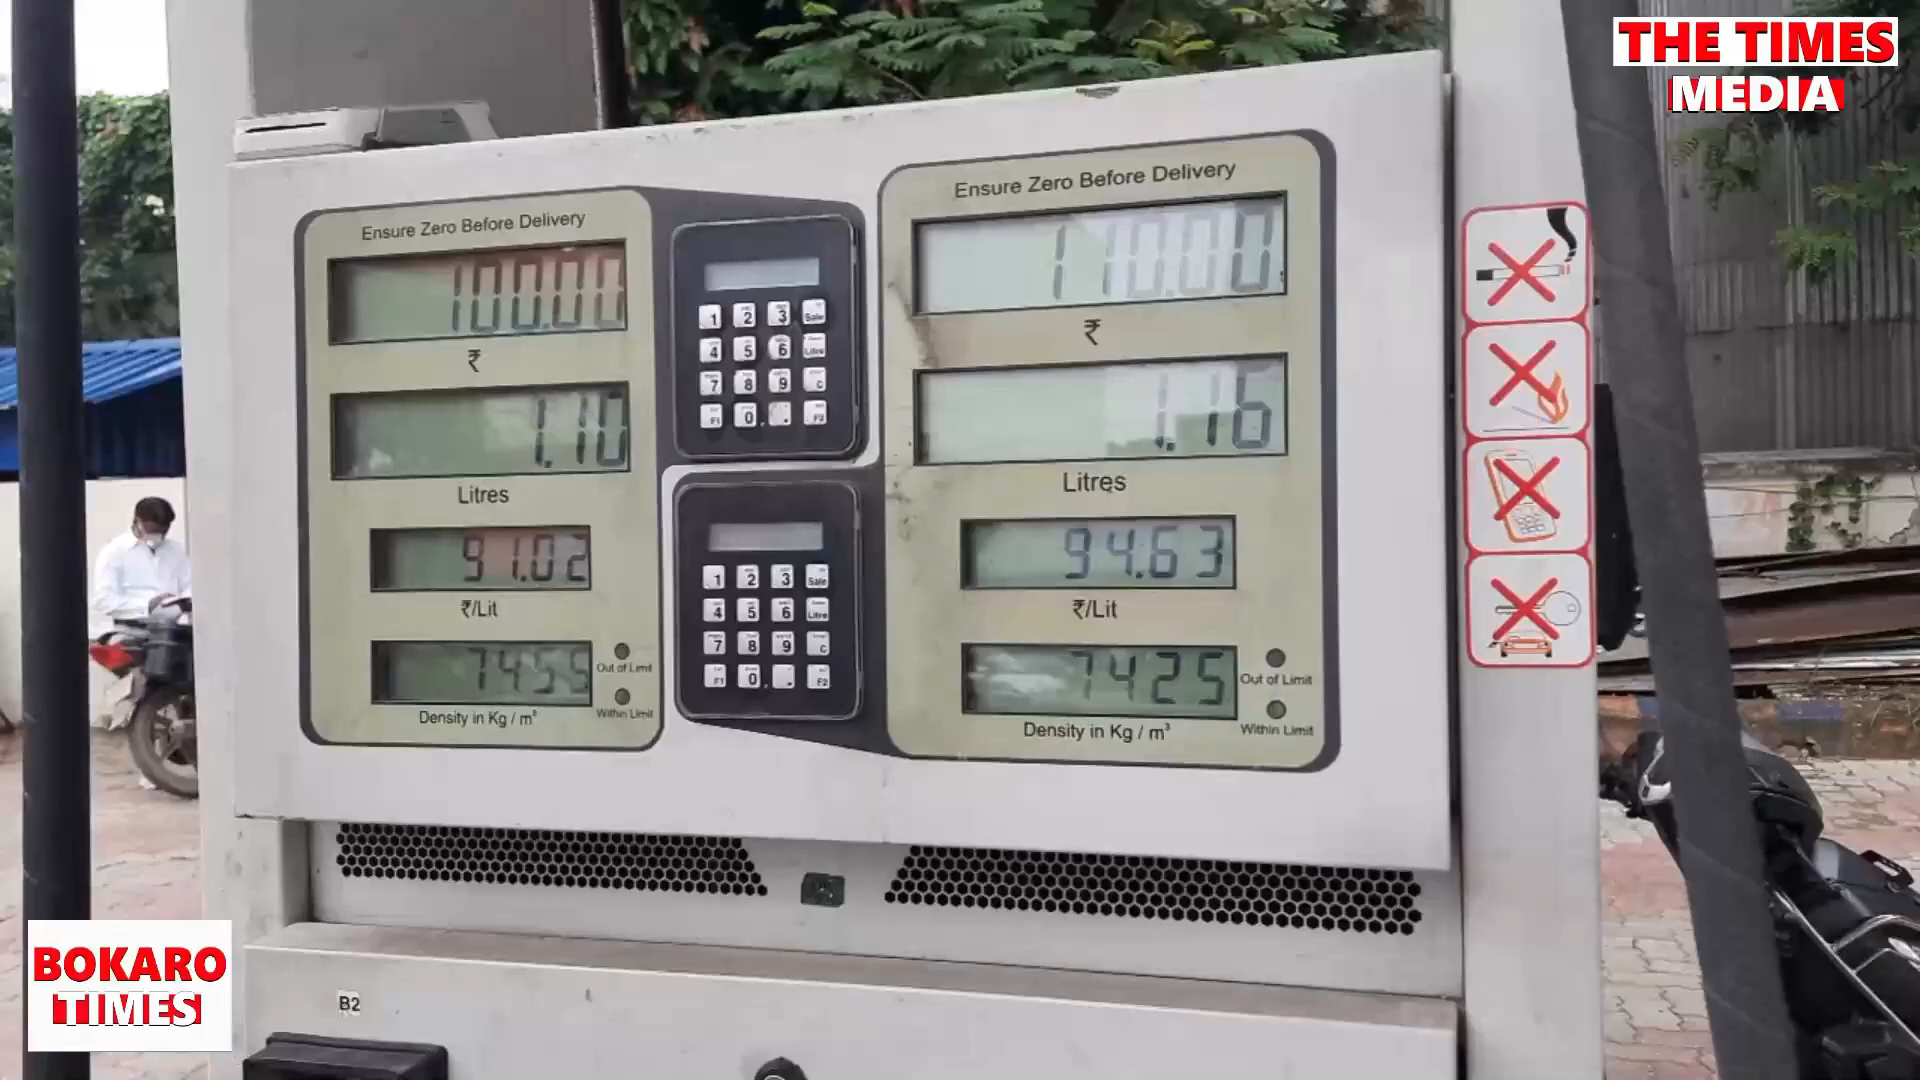 THE TIMES
MEDIA
Ensure Zero Before Delivery
100.00
₹
1.10
Litres
91.02
₹/Lit
745.5
Out of Limit
Within Limit
Density in Kg / m³
1 2 3 Sale
4 5 6 Litre
7 8 9 C
F1 0 . F2
1 2 3 Sale
4 5 6 Litre
7 8 9 C
F1 0 . F2
Ensure Zero Before Delivery
110.00
₹
1.16
Litres
94.63
₹/Lit
742.5
Out of Limit
Within Limit
Density in Kg / m³
BOKARO
TIMES
B2